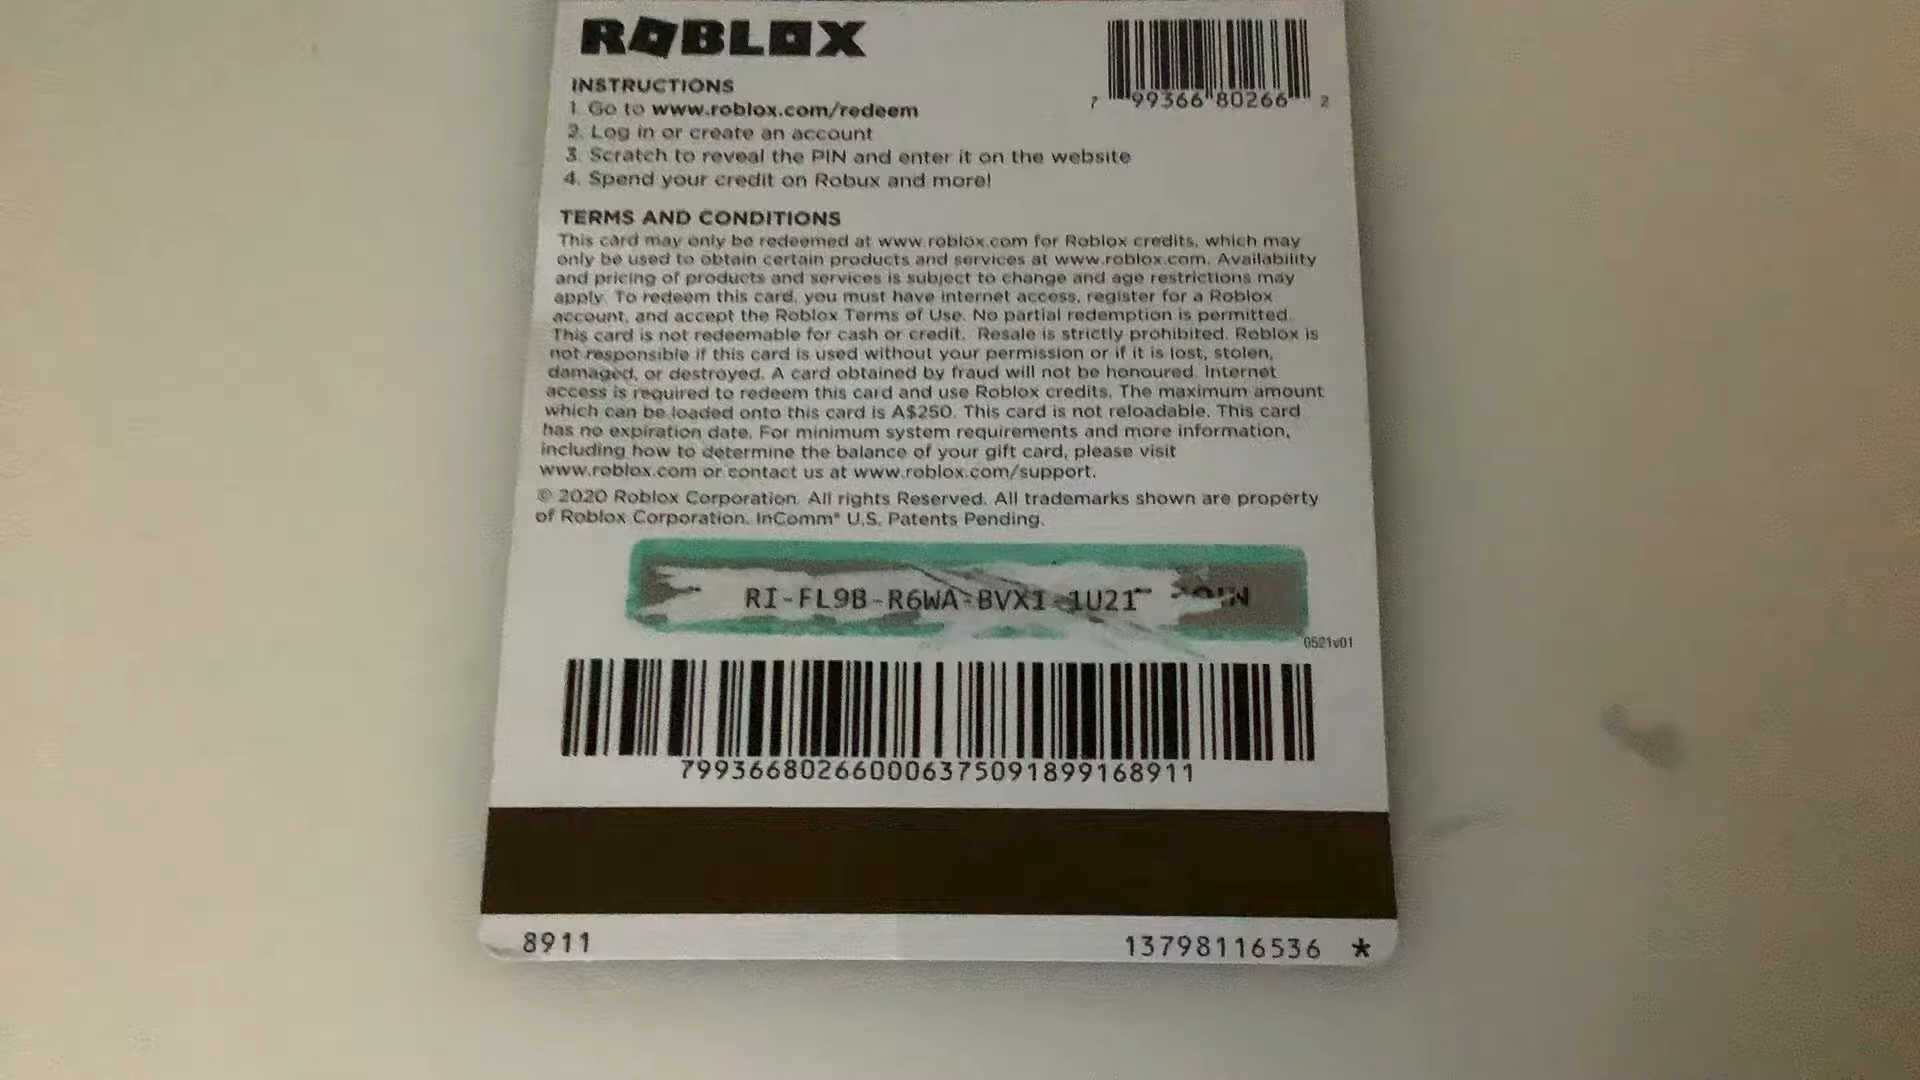 ROBLOX
7 99366 80266 2
INSTRUCTIONS
1. Go to www.roblox.com/redeem
2. Log in or create an account
3. Scratch to reveal the PIN and enter it on the website
4. Spend your credit on Robux and more!
TERMS AND CONDITIONS
This card may only be redeemed at www.roblox.com for Roblox credits, which may
only be used to obtain certain products and services at www.roblox.com. Availability
and pricing of products and services is subject to change and age restrictions may
apply. To redeem this card, you must have internet access, register for a Roblox
account, and accept the Roblox Terms of Use. No partial redemption is permitted.
This card is not redeemable for cash or credit. Resale is strictly prohibited. Roblox is
not responsible if this card is used without your permission or if it is lost, stolen,
damaged, or destroyed. A card obtained by fraud will not be honoured. Internet
access is required to redeem this card and use Roblox credits. The maximum amount
which can be loaded onto this card is A$250. This card is not reloadable. This card
has no expiration date. For minimum system requirements and more information,
including how to determine the balance of your gift card, please visit
www.roblox.com or contact us at www.roblox.com/support.
© 2020 Roblox Corporation. All rights Reserved. All trademarks shown are property
of Roblox Corporation. InComm® U.S. Patents Pending.
RI-FL9B-R6WA-BVX1-1U21
0521v01
799366802660006375091899168911
8911
13798116536 *